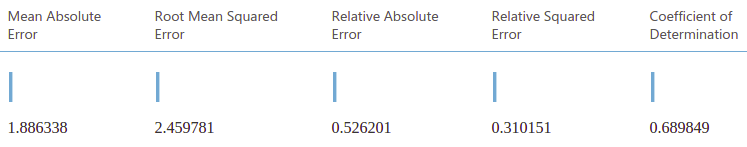 Mean Absolute Error
Root Mean Squared Error
Relative Absolute Error
Relative Squared Error
Coefficient of Determination
1.886338
2.459781
0.526201
0.310151
0.689849